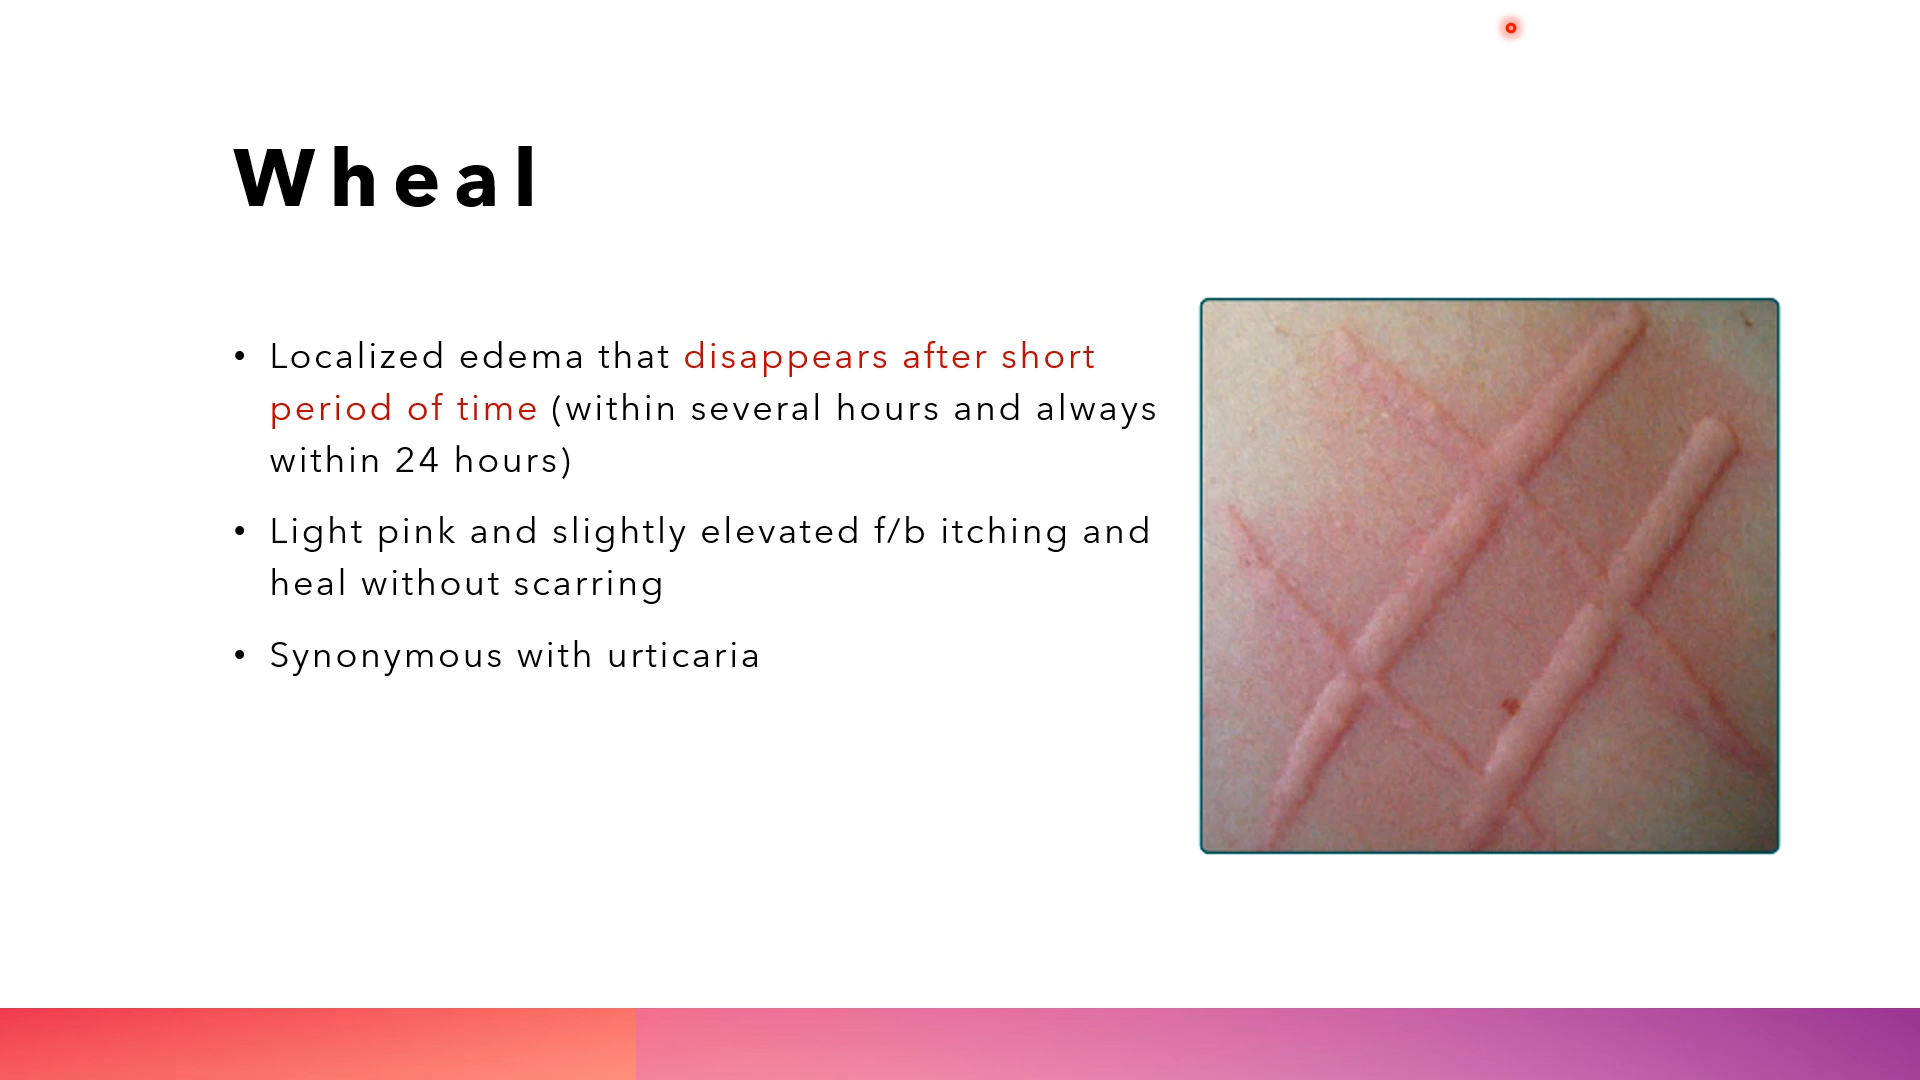 Wheal
• Localized edema that disappears after short
period of time (within several hours and always
within 24 hours)
• Light pink and slightly elevated f/b itching and
heal without scarring
• Synonymous with urticaria